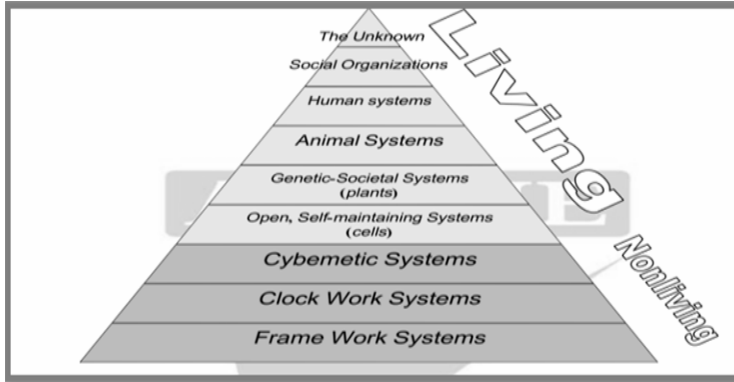 The Unknown
Social Organizations
Human systems
Animal Systems
Genetic-Societal Systems
(plants)
Open, Self-maintaining Systems
(cells)
Cybemetic Systems
Clock Work Systems
Frame Work Systems
Living
Nonliving